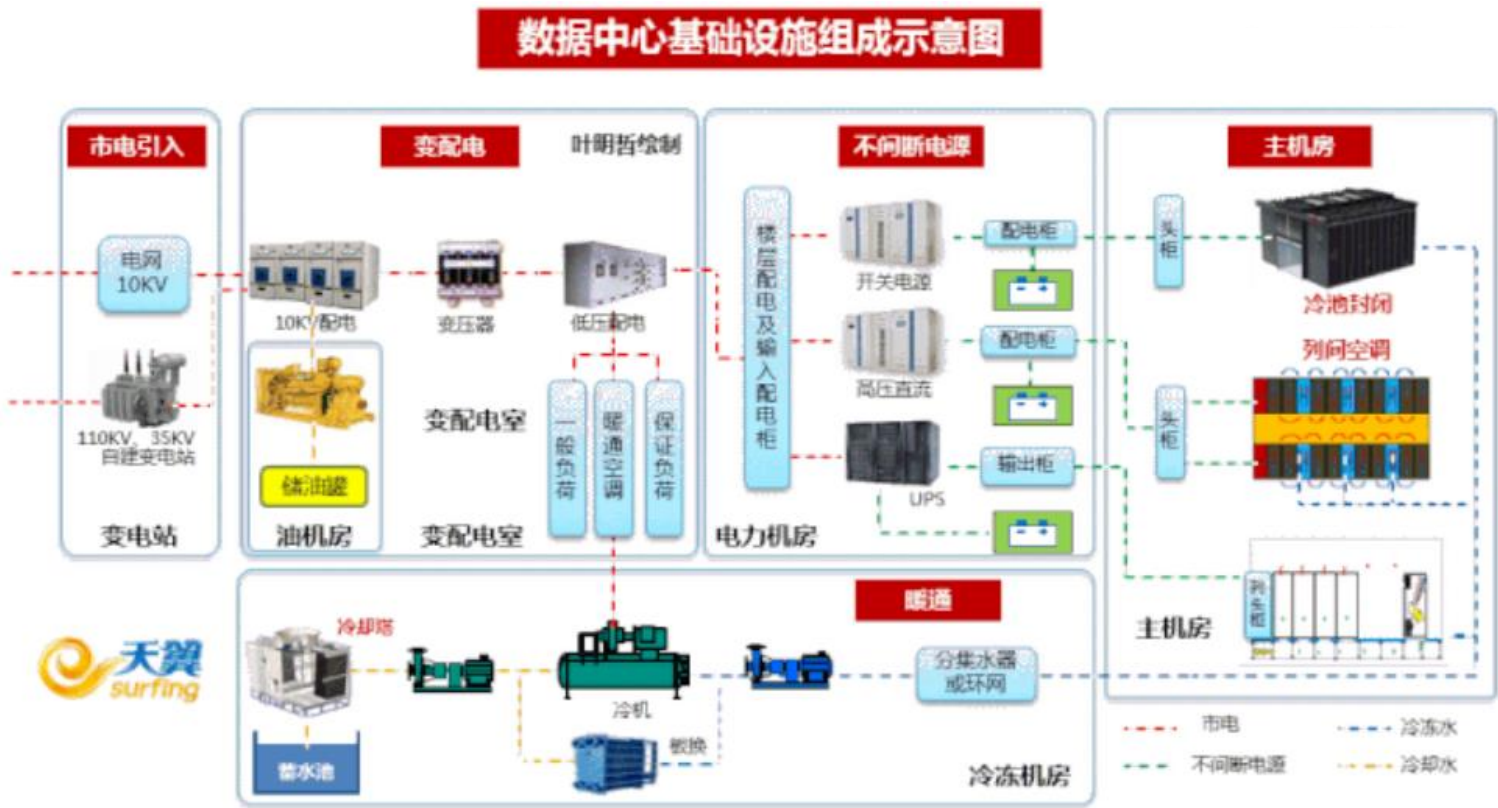 数据中心基础设施组成示意图
市电引入
电网
10KV
110KV、35KV
自建变电站
变电站
变配电
叶明哲绘制
10KV配电
变压器
低压配电
储油罐
油机房
变配电室
变配电室
一般负荷
暖通空调
保证负荷
不间断电源
楼层配电及输入配电柜
开关电源
配电柜
高压直流
配电柜
UPS
输出柜
电力机房
主机房
头柜
冷池封闭
列间空调
头柜
列头柜
主机房
暖通
冷却塔
蓄水池
冷机
板换
分集水器
或环网
冷冻机房
天翼
surfing
市电
冷冻水
不间断电源
冷却水